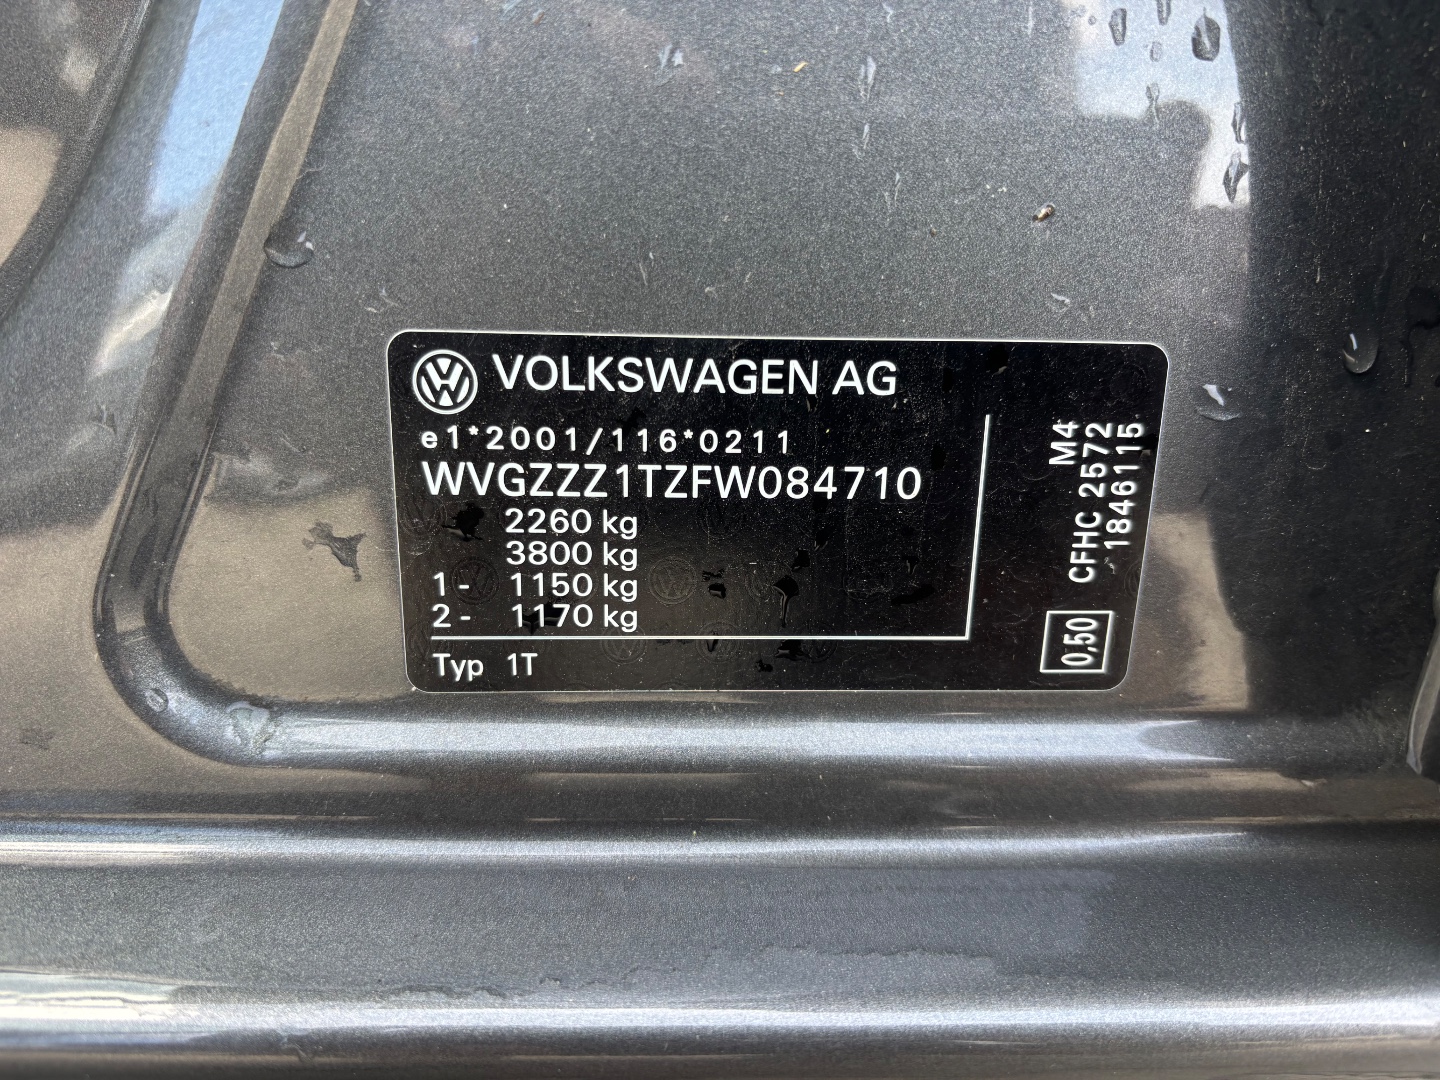 VOLKSWAGEN AG
e1*2001/116*0211
WVGZZZ1TZFW084710
2260 kg
3800 kg
1- 1150 kg
2- 1170 kg
Typ 1T
M4
CFHC 2572
1846115
0,50